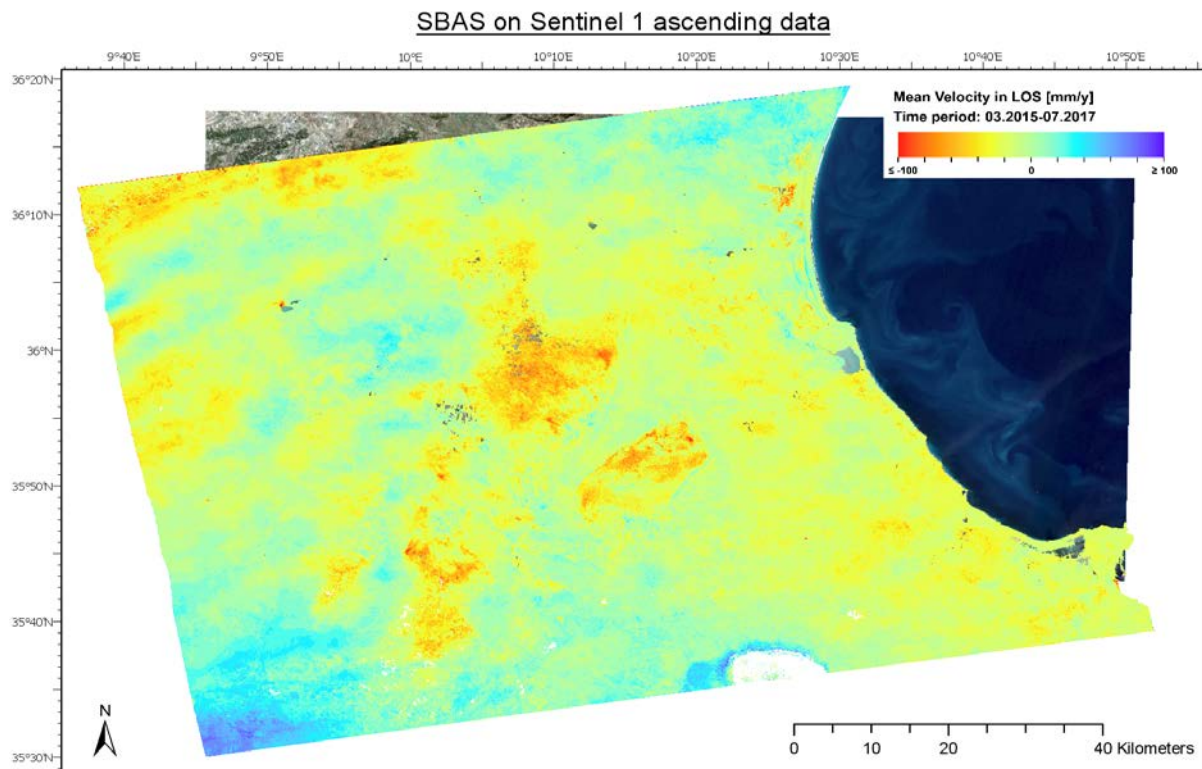 SBAS on Sentinel 1 ascending data
9°40'E 9°50'E 10°0'E 10°10'E 10°20'E 10°30'E 10°40'E 10°50'E
36°20'N
Mean Velocity in LOS [mm/y]
Time period: 03.2015-07.2017
≤ -100 0 ≥ 100
36°10'N
36°N
35°50'N
35°40'N
35°30'N
N
0 10 20 40 Kilometers